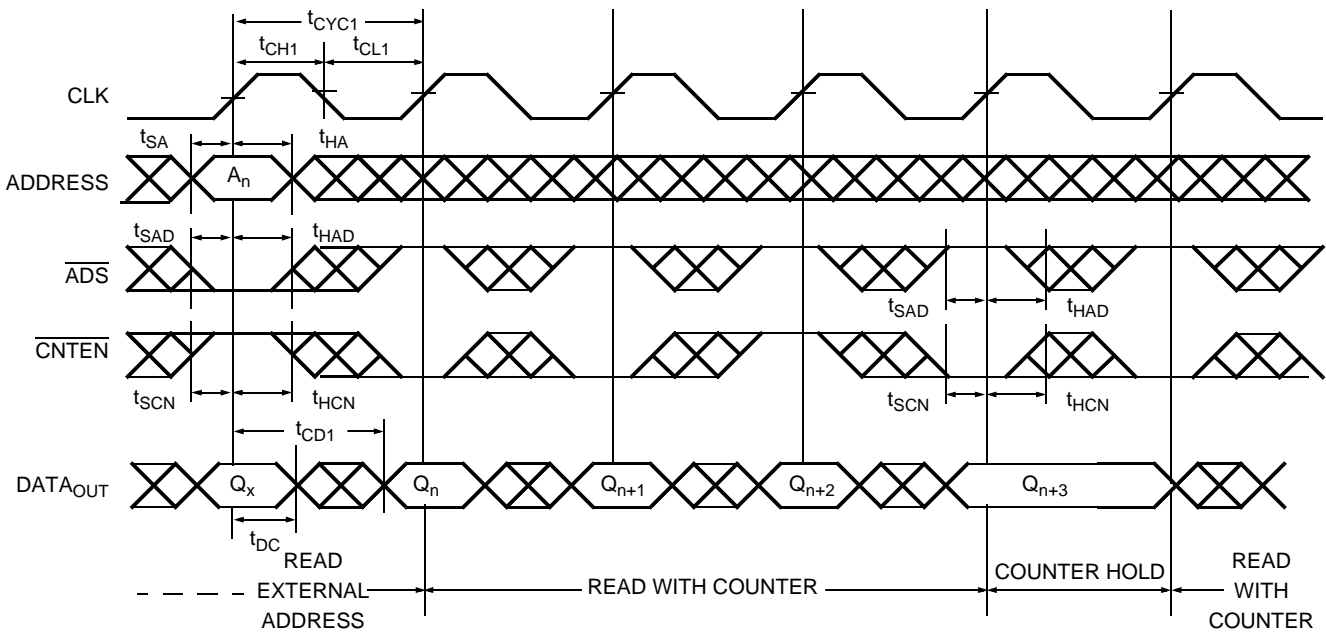 tCYC1
tCH1 tCL1
CLK
tSA tHA
ADDRESS An
tSAD tHAD
ADS
tSAD tHAD
CNTEN
tSCN tHCN tSCN tHCN
tCD1
DATAOUT Qx Qn Qn+1 Qn+2 Qn+3
tDC
READ EXTERNAL ADDRESS
READ WITH COUNTER
COUNTER HOLD
READ WITH COUNTER